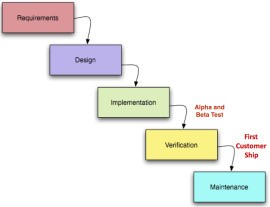 Requirements
Design
Implementation
Alpha and
Beta Test
Verification
First
Customer
Ship
Maintenance